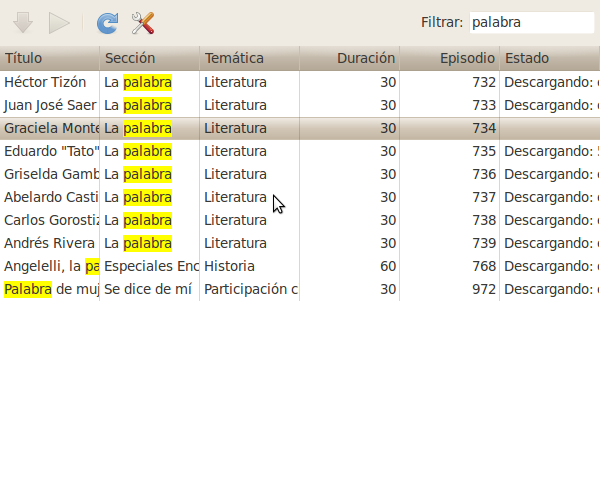 Filtrar: palabra
Título Sección Temática Duración Episodio Estado
Héctor Tizón La palabra Literatura 30 732 Descargando:
Juan José Saer La palabra Literatura 30 733 Descargando:
Graciela Monte La palabra Literatura 30 734
Eduardo "Tato" La palabra Literatura 30 735 Descargando:
Griselda Gamb La palabra Literatura 30 736 Descargando:
Abelardo Casti La palabra Literatura 30 737 Descargando:
Carlos Gorostiz La palabra Literatura 30 738 Descargando:
Andrés Rivera La palabra Literatura 30 739 Descargando:
Angelelli, la pa Especiales Enc Historia 60 768 Descargando:
Palabra de muj Se dice de mí Participación c 30 972 Descargando: